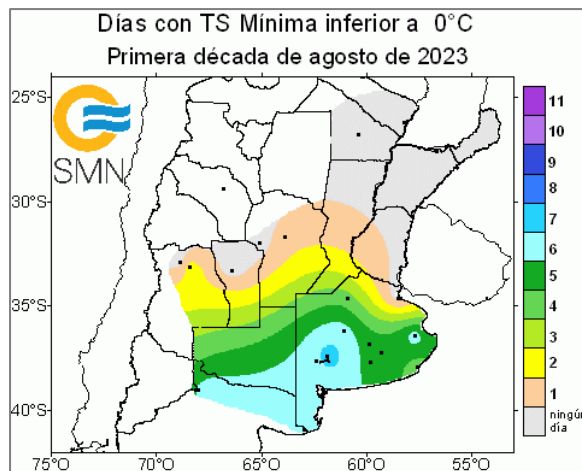 Días con TS Mínima inferior a 0°C
Primera década de agosto de 2023
25°S
30°S
35°S
40°S
SMN
75°O
70°O
65°O
60°O
55°O
11
10
9
8
7
6
5
4
3
2
1
ningún
día